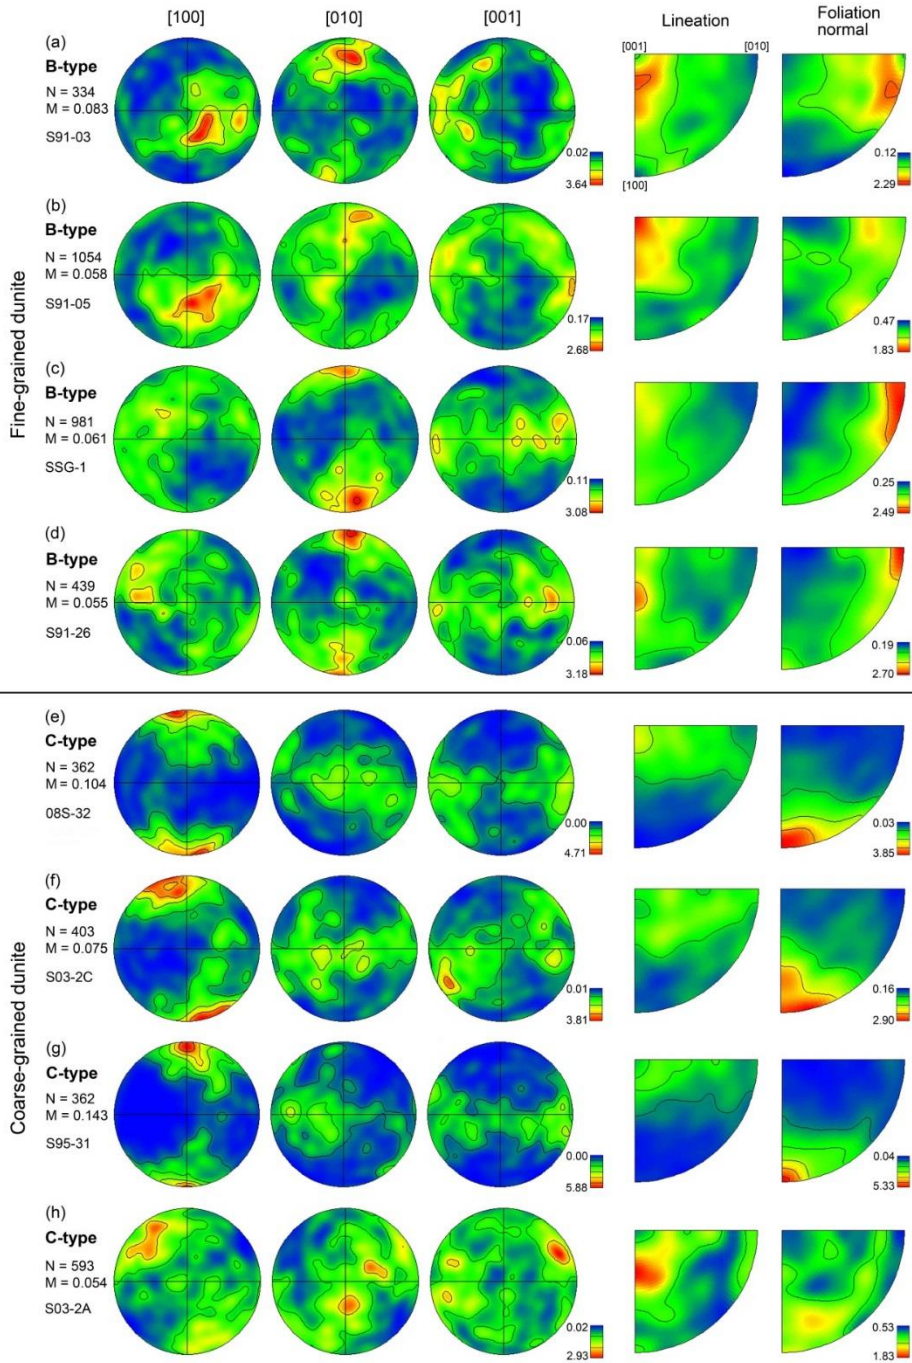 [100] [010] [001] Lineation Foliation normal
Fine-grained dunite
(a)
B-type
N = 334
M = 0.083
S91-03
0.02
3.64
[001] [010]
[100]
0.12
2.29
(b)
B-type
N = 1054
M = 0.058
S91-05
0.17
2.68
0.47
1.83
(c)
B-type
N = 981
M = 0.061
SSG-1
0.11
3.08
0.25
2.49
(d)
B-type
N = 439
M = 0.055
S91-26
0.06
3.18
0.19
2.70
Coarse-grained dunite
(e)
C-type
N = 362
M = 0.104
08S-32
0.00
4.71
0.03
3.85
(f)
C-type
N = 403
M = 0.075
S03-2C
0.01
3.81
0.16
2.90
(g)
C-type
N = 362
M = 0.143
S95-31
0.00
5.88
0.04
5.33
(h)
C-type
N = 593
M = 0.054
S03-2A
0.02
2.93
0.53
1.83